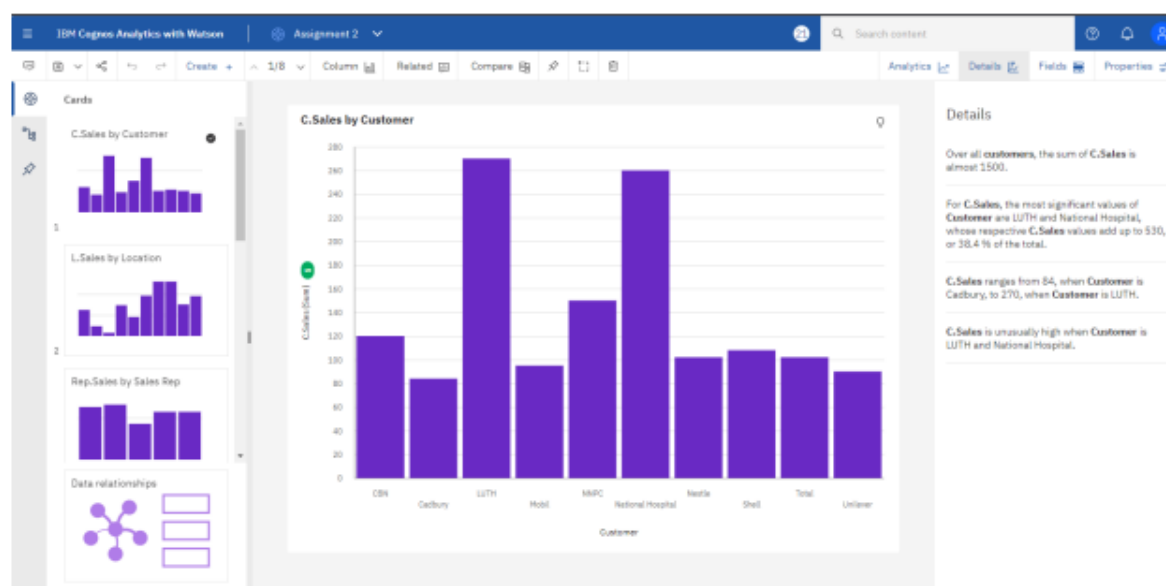 IBM Cognos Analytics with Watson
Assignment 2
21
Search content
Create +
1/8
Column
Related
Compare
Analytics
Details
Fields
Properties
Cards
C.Sales by Customer
1
L.Sales by Location
2
Rep.Sales by Sales Rep
Data relationships
C.Sales by Customer
280
260
240
220
200
180
160
140
120
100
80
60
40
20
0
C.Sales (Sum)
CBN
Cadbury
LUTH
Mobil
NNPC
National Hospital
Nestle
Shell
Total
Unilever
Customer
Details
Over all customers, the sum of C.Sales is
almost 1500.
For C.Sales, the most significant values of
Customer are LUTH and National Hospital,
whose respective C.Sales values add up to 530,
or 38.4 % of the total.
C.Sales ranges from 84, when Customer is
Cadbury, to 270, when Customer is LUTH.
C.Sales is unusually high when Customer is
LUTH and National Hospital.